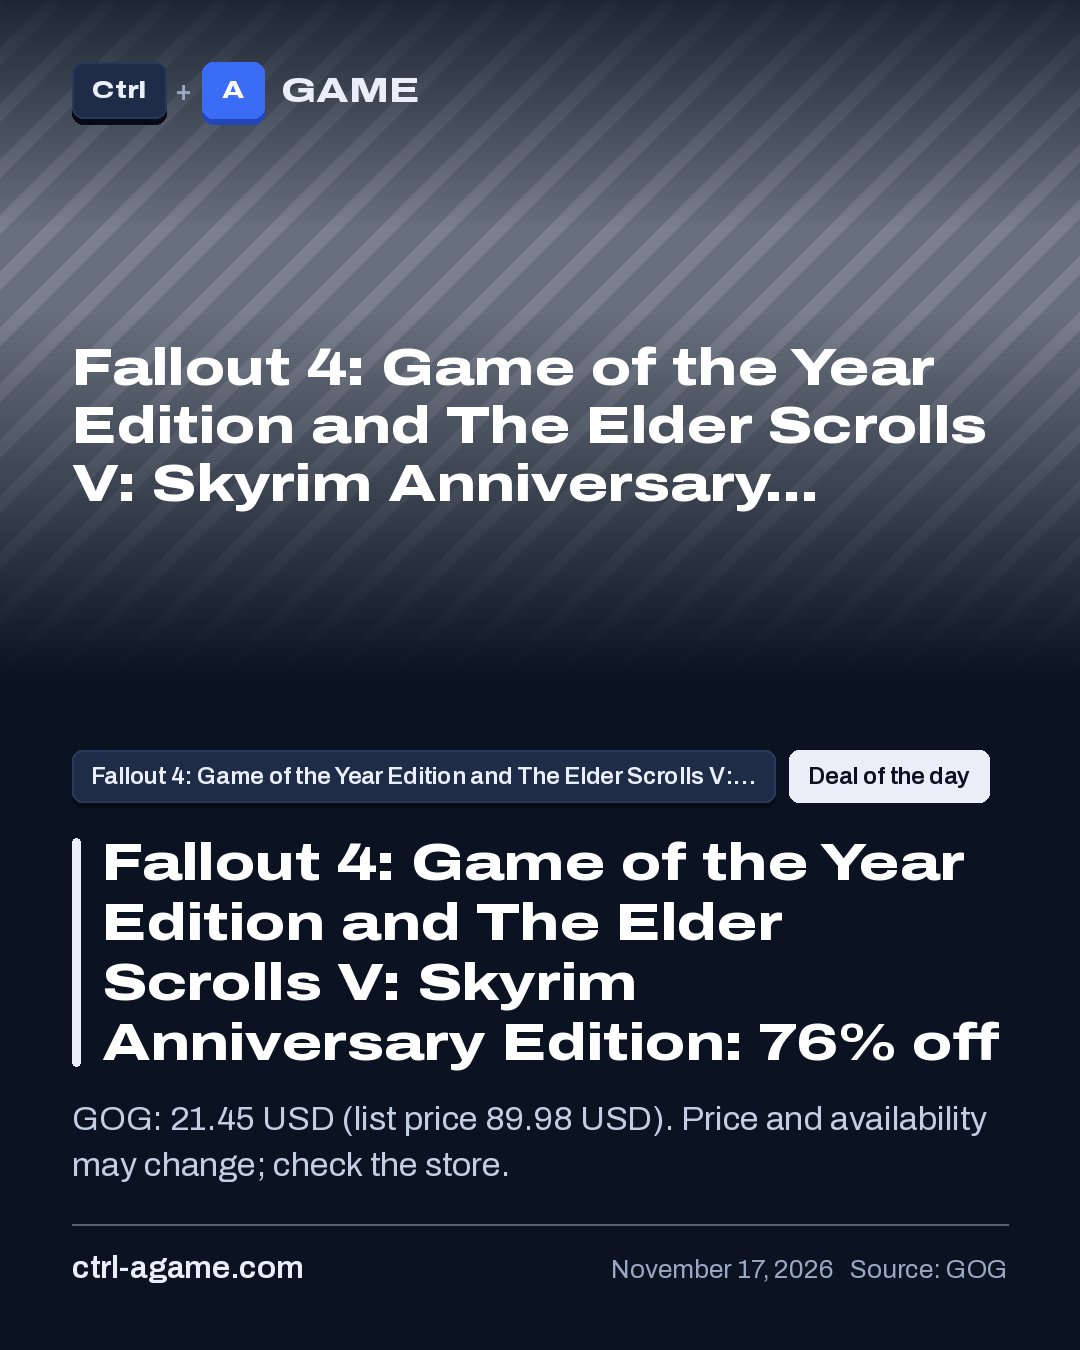 Ctrl + A GAME
Fallout 4: Game of the Year
Edition and The Elder Scrolls
V: Skyrim Anniversary...
Fallout 4: Game of the Year Edition and The Elder Scrolls V:... Deal of the day
Fallout 4: Game of the Year
Edition and The Elder
Scrolls V: Skyrim
Anniversary Edition: 76% off
GOG: 21.45 USD (list price 89.98 USD). Price and availability
may change; check the store.
ctrl-agame.com November 17, 2026 Source: GOG